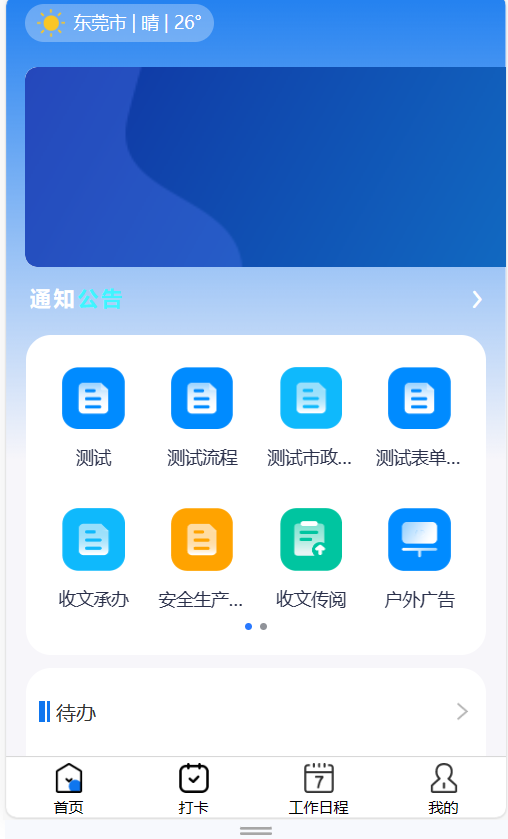 东莞市 | 晴 | 26°
通知公告
测试
测试流程
测试市政...
测试表单...
收文承办
安全生产...
收文传阅
户外广告
待办
7
首页
打卡
工作日程
我的